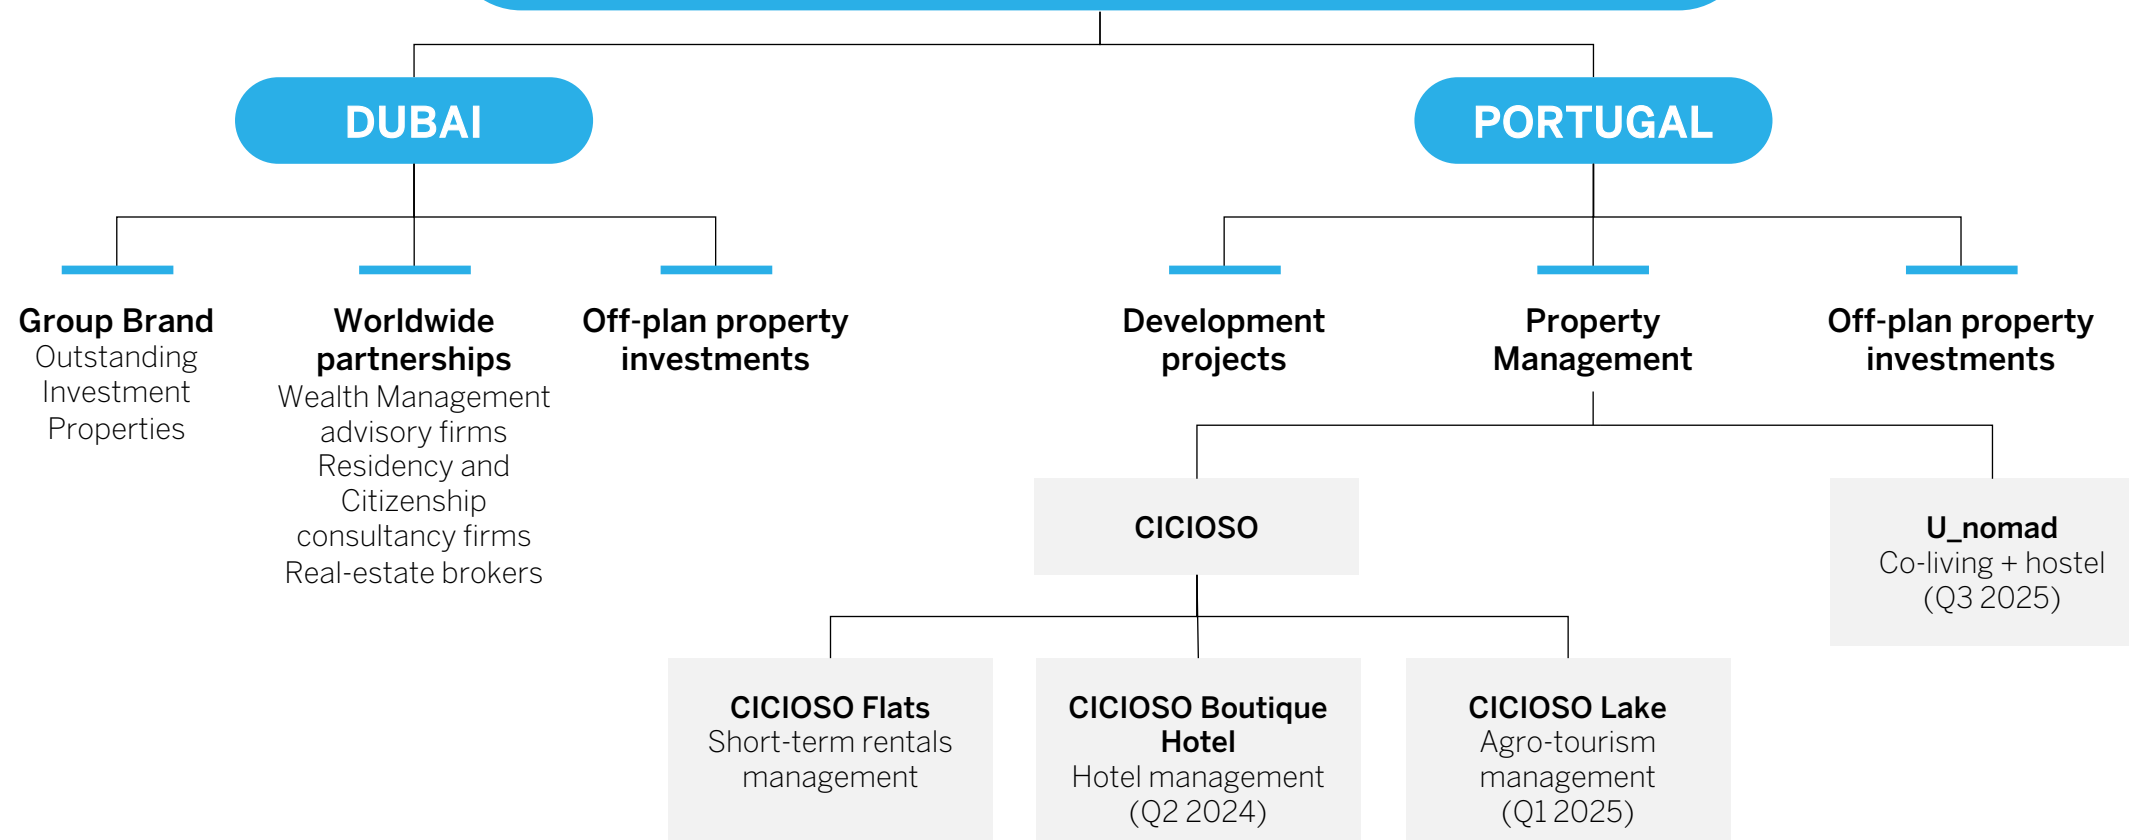 DUBAI
PORTUGAL
Group Brand
Outstanding
Investment
Properties
Worldwide
partnerships
Wealth Management
advisory firms
Residency and
Citizenship
consultancy firms
Real-estate brokers
Off-plan property
investments
Development
projects
Property
Management
Off-plan property
investments
CICIOSO
U_nomad
Co-living + hostel
(Q3 2025)
CICIOSO Flats
Short-term rentals
management
CICIOSO Boutique
Hotel
Hotel management
(Q2 2024)
CICIOSO Lake
Agro-tourism
management
(Q1 2025)